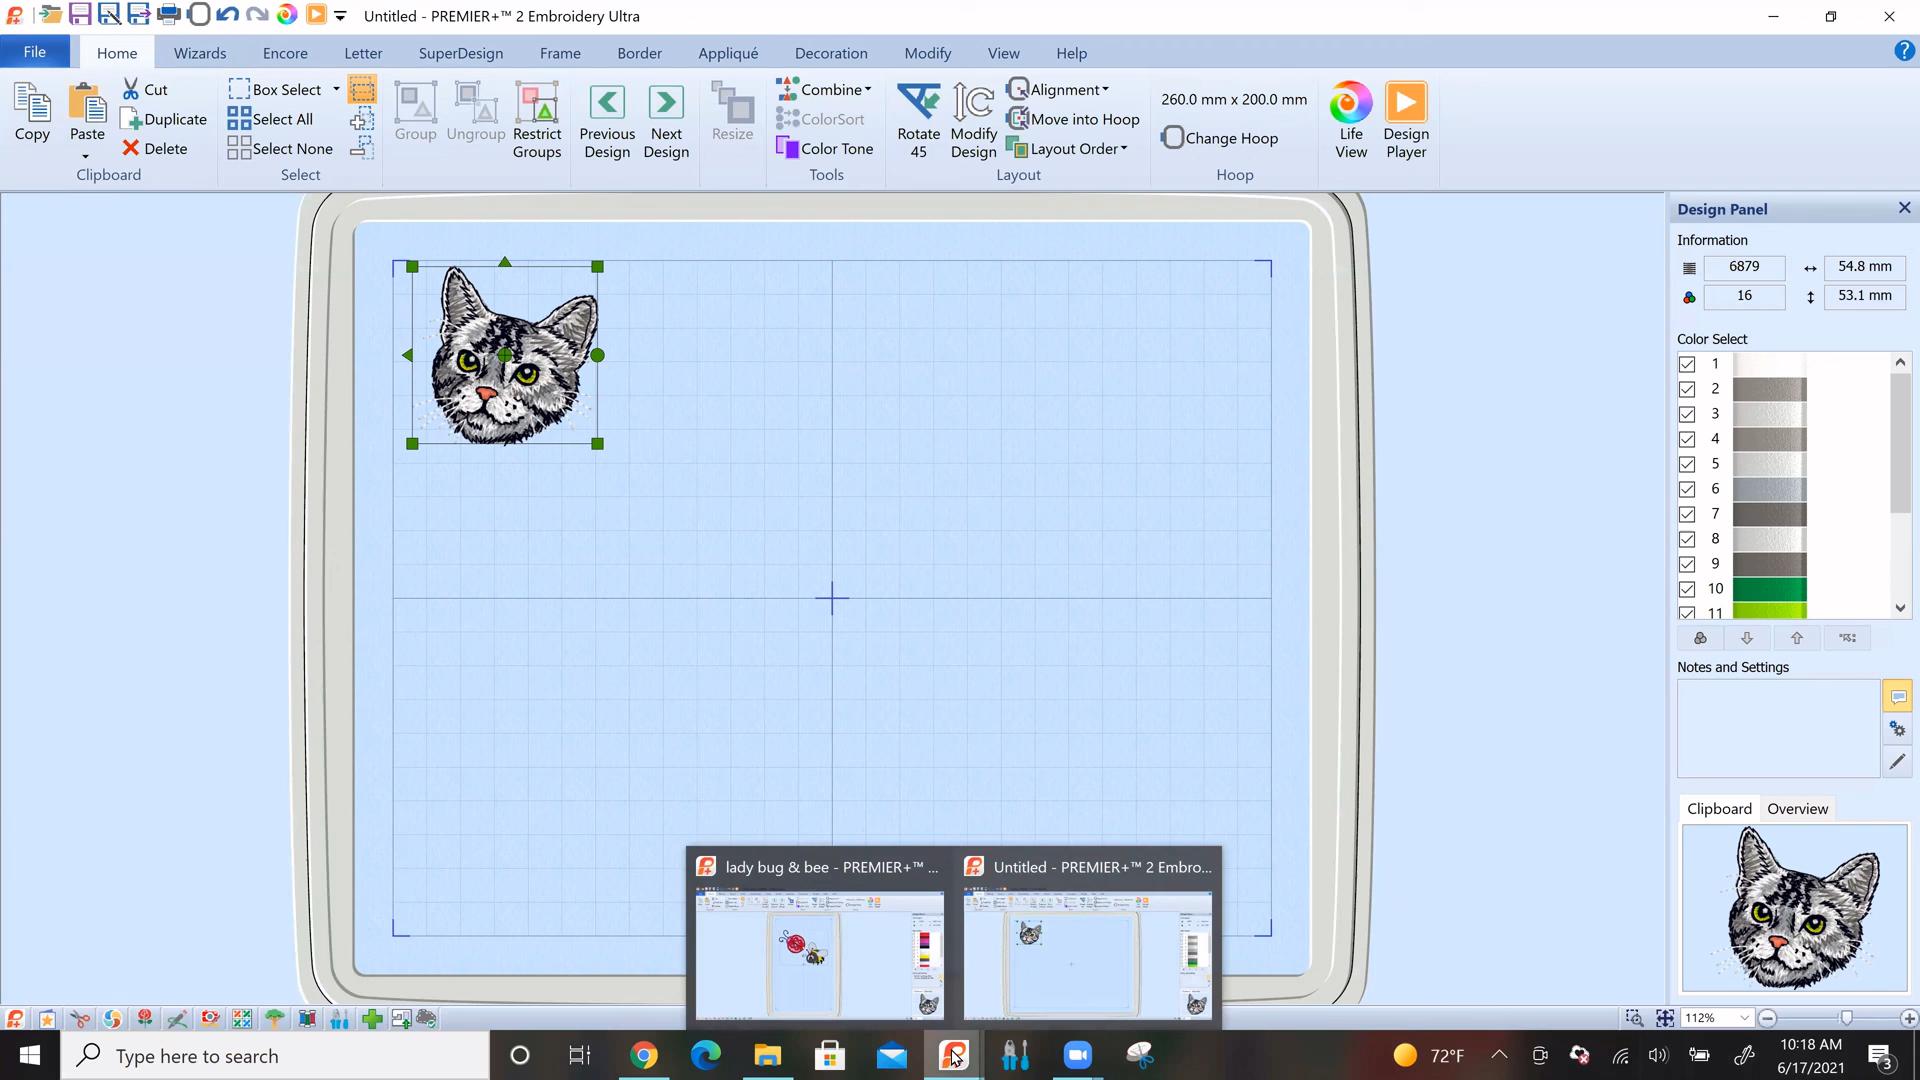 Untitled - PREMIER+™ 2 Embroidery Ultra
File Home Wizards Encore Letter SuperDesign Frame Border Appliqué Decoration Modify View Help
Copy
Paste
Cut
Duplicate
Delete
Clipboard
Box Select
Select All
Select None
Select
Group
Ungroup
Restrict Groups
Previous Design
Next Design
Resize
Combine
ColorSort
Color Tone
Tools
Rotate 45
Modify Design
Alignment
Move into Hoop
Layout Order
Layout
260.0 mm x 200.0 mm
Change Hoop
Hoop
Life View
Design Player
Design Panel
Information
6879
54.8 mm
16
53.1 mm
Color Select
1
2
3
4
5
6
7
8
9
10
11
Notes and Settings
Clipboard Overview
lady bug & bee - PREMIER+™ ...
Untitled - PREMIER+™ 2 Embro...
112%
Type here to search
72°F
10:18 AM
6/17/2021
3